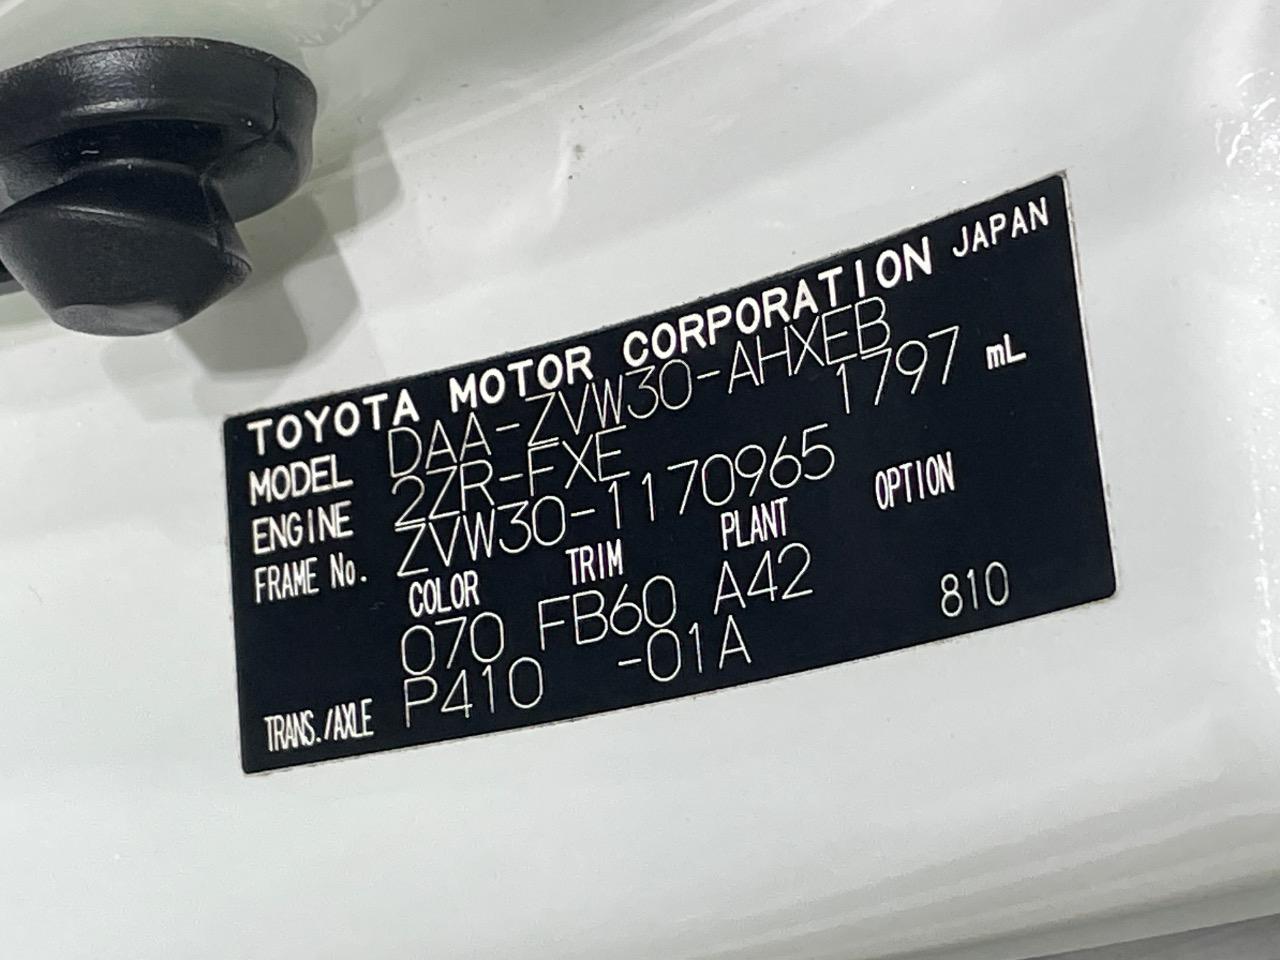 TOYOTA MOTOR CORPORATION JAPAN
MODEL DAA-ZVW30-AHXEB
ENGINE 2ZR-FXE 1797 mL
FRAME No. ZVW30-1170965
COLOR TRIM PLANT OPTION
070 FB60 A42
TRANS./AXLE P410 -01A 810